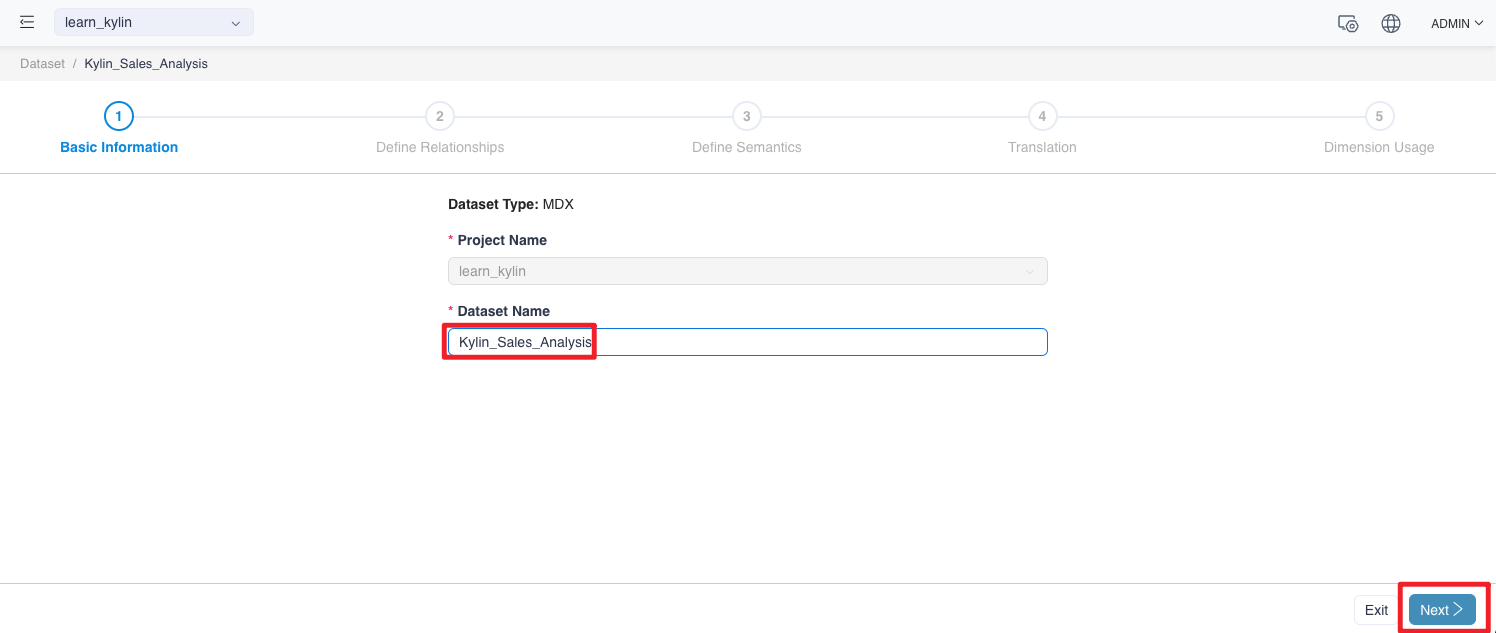 learn_kylin
ADMIN
Dataset / Kylin_Sales_Analysis
1 2 3 4 5
Basic Information Define Relationships Define Semantics Translation Dimension Usage
Dataset Type: MDX
* Project Name
learn_kylin
* Dataset Name
Kylin_Sales_Analysis
Exit Next